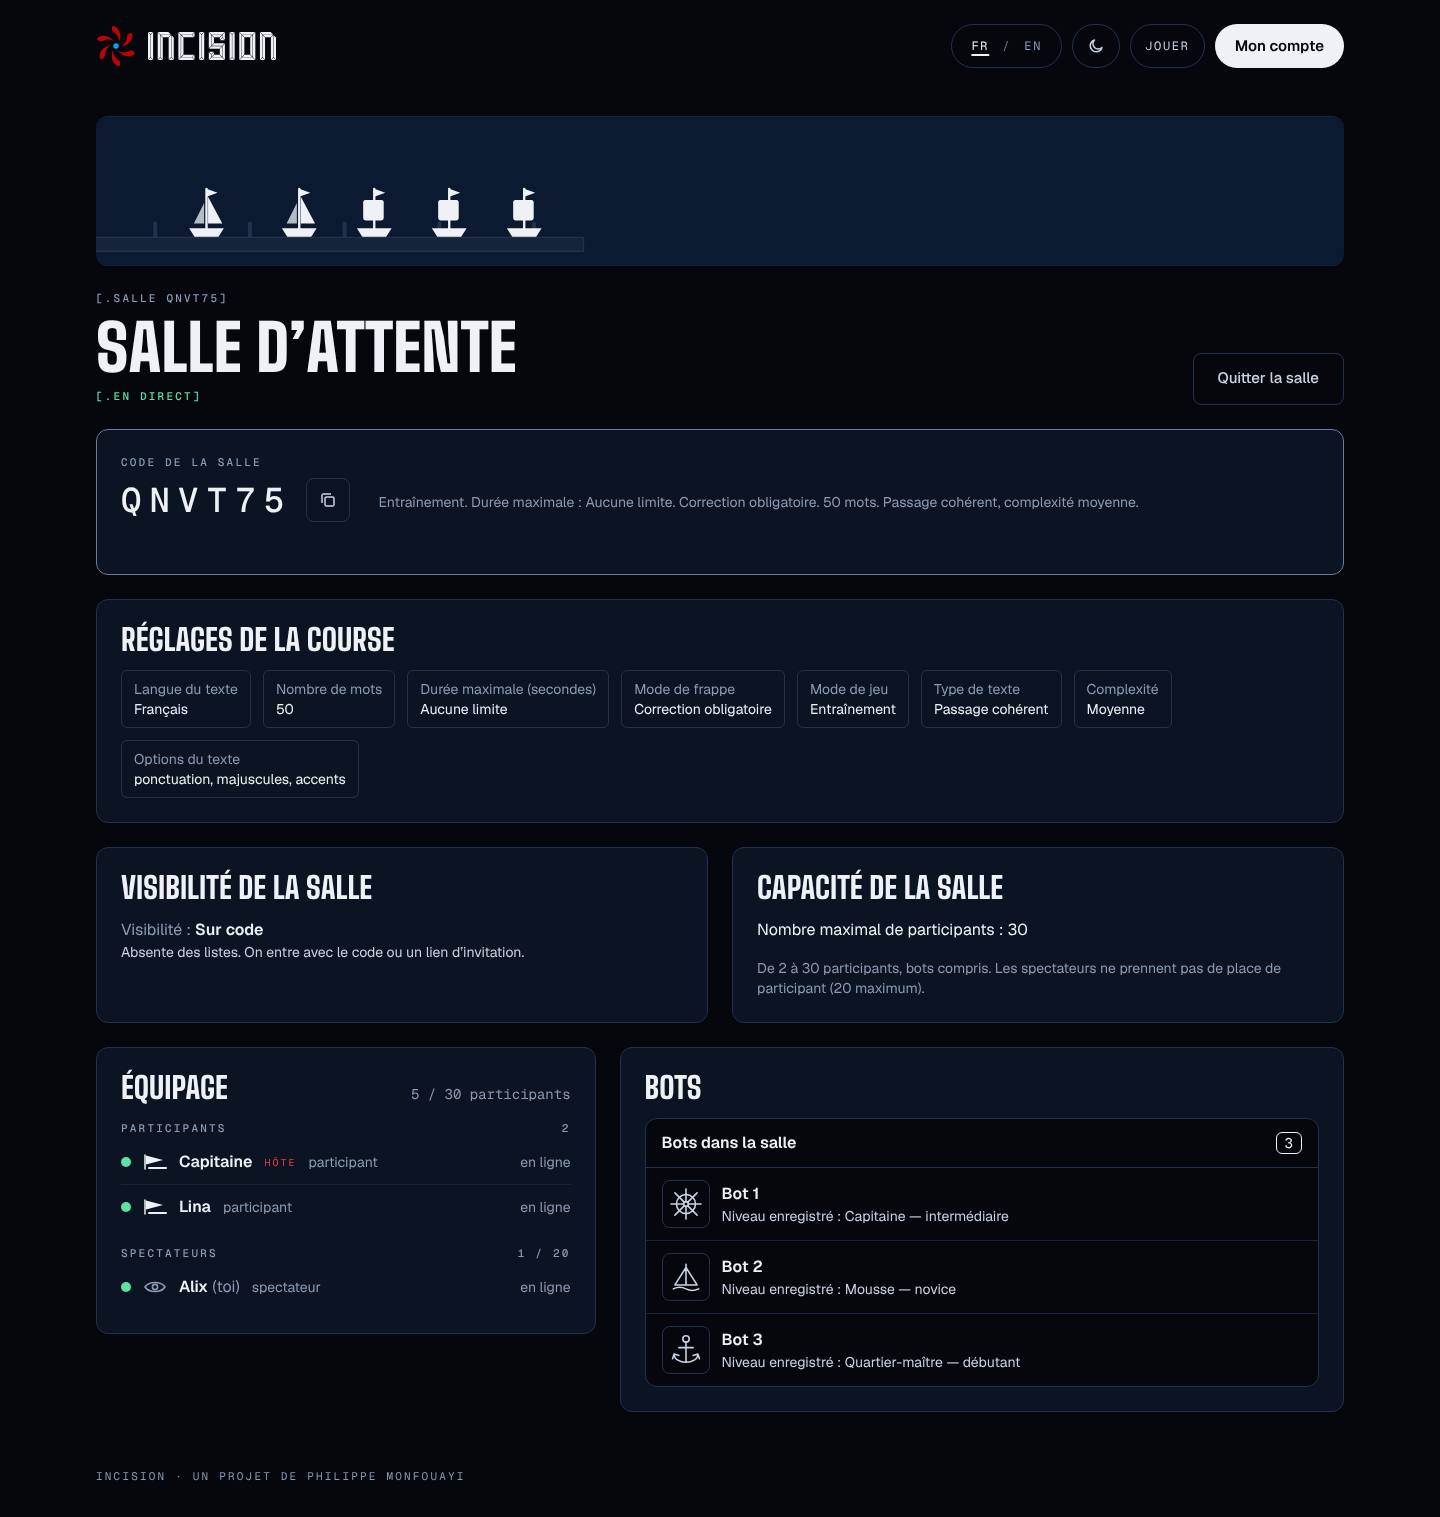 INCISION
FR / EN
JOUER
Mon compte
[.SALLE QNVT75]
SALLE D’ATTENTE
[.EN DIRECT]
Quitter la salle
CODE DE LA SALLE
QNVT75
Entraînement. Durée maximale : Aucune limite. Correction obligatoire. 50 mots. Passage cohérent, complexité moyenne.
RÉGLAGES DE LA COURSE
Langue du texte
Français
Nombre de mots
50
Durée maximale (secondes)
Aucune limite
Mode de frappe
Correction obligatoire
Mode de jeu
Entraînement
Type de texte
Passage cohérent
Complexité
Moyenne
Options du texte
ponctuation, majuscules, accents
VISIBILITÉ DE LA SALLE
Visibilité : Sur code
Absente des listes. On entre avec le code ou un lien d’invitation.
CAPACITÉ DE LA SALLE
Nombre maximal de participants : 30
De 2 à 30 participants, bots compris. Les spectateurs ne prennent pas de place de
participant (20 maximum).
ÉQUIPAGE
5 / 30 participants
PARTICIPANTS 2
Capitaine HÔTE participant en ligne
Lina participant en ligne
SPECTATEURS 1 / 20
Alix (toi) spectateur en ligne
BOTS
Bots dans la salle 3
Bot 1
Niveau enregistré : Capitaine — intermédiaire
Bot 2
Niveau enregistré : Mousse — novice
Bot 3
Niveau enregistré : Quartier-maître — débutant
INCISION · UN PROJET DE PHILIPPE MONFOUAYI